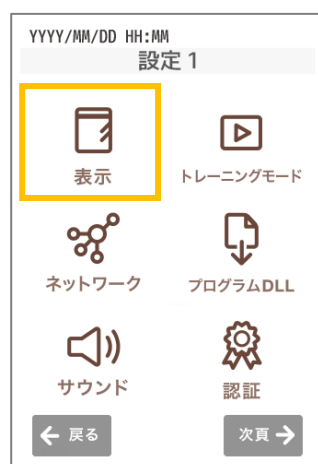 YYYY/MM/DD HH:MM
設定1
表示
トレーニングモード
ネットワーク
プログラムDLL
サウンド
認証
戻る
次頁